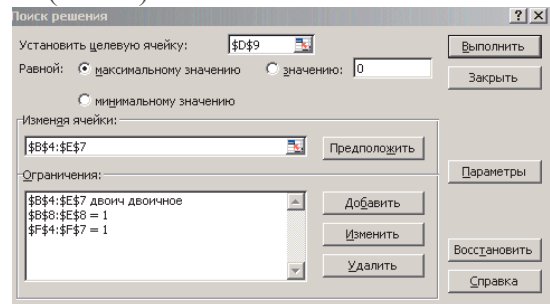 Поиск решения
Установить целевую ячейку: $D$9 Выполнить
Равной: максимальному значению значению: 0 Закрыть
минимальному значению
Изменяя ячейки:
$B$4:$E$7 Предположить
Параметры
Ограничения:
$B$4:$E$7 двоич двоичное Добавить
$B$8:$E$8 = 1
$F$4:$F$7 = 1
Изменить
Восстановить
Удалить
Справка